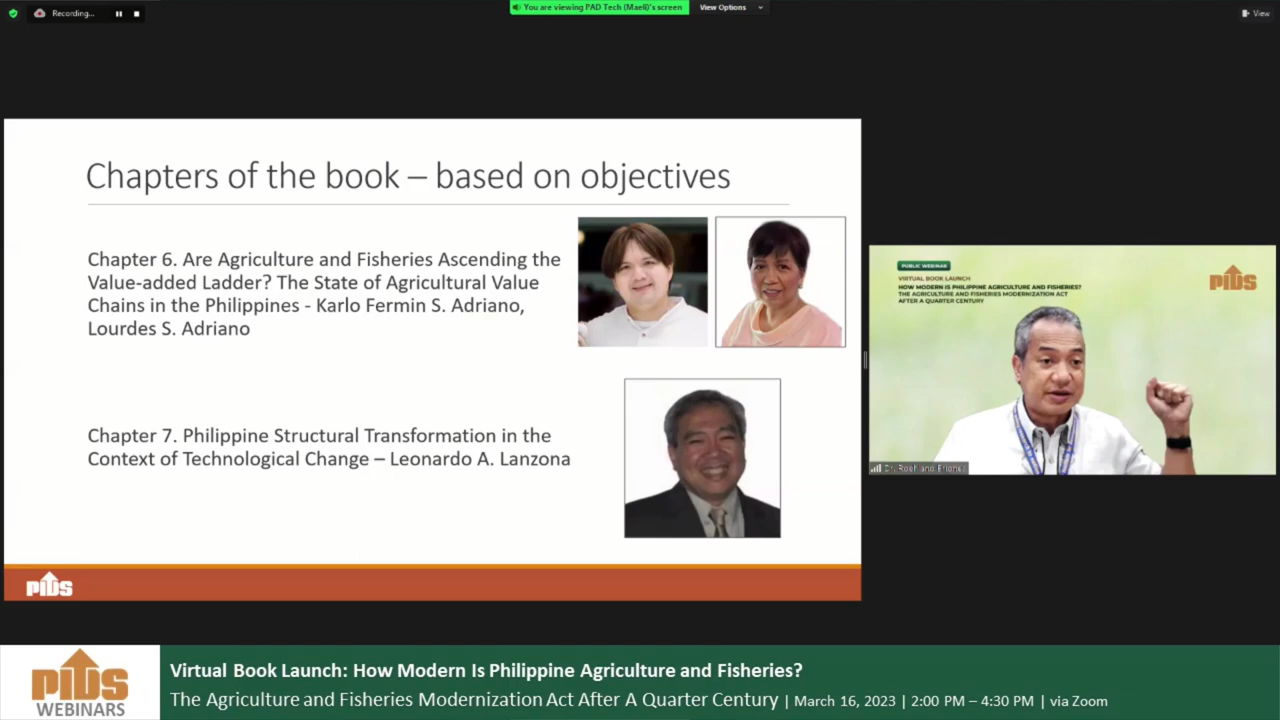 Recording...
You are viewing PAD Tech (Maeli)'s screen
View Options
View
Chapters of the book – based on objectives
Chapter 6. Are Agriculture and Fisheries Ascending the
Value-added Ladder? The State of Agricultural Value
Chains in the Philippines - Karlo Fermin S. Adriano,
Lourdes S. Adriano
Chapter 7. Philippine Structural Transformation in the
Context of Technological Change – Leonardo A. Lanzona
PIDS
PUBLIC WEBINAR
VIRTUAL BOOK LAUNCH
HOW MODERN IS PHILIPPINE AGRICULTURE AND FISHERIES?
THE AGRICULTURE AND FISHERIES MODERNIZATION ACT
AFTER A QUARTER CENTURY
PIDS
Dr. Roehlano Briones
PIDS
WEBINARS
Virtual Book Launch: How Modern Is Philippine Agriculture and Fisheries?
The Agriculture and Fisheries Modernization Act After A Quarter Century | March 16, 2023 | 2:00 PM – 4:30 PM | via Zoom